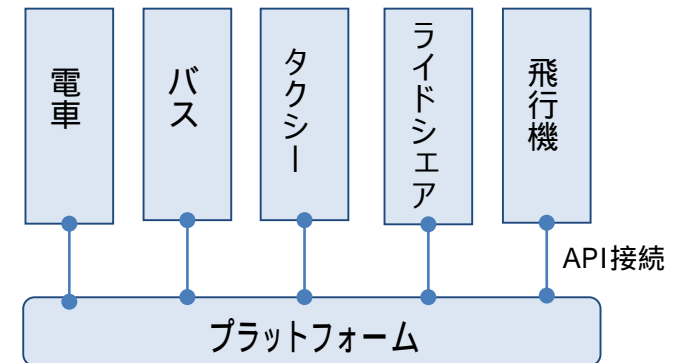 電車
バス
タクシー
ライドシェア
飛行機
API接続
プラットフォーム